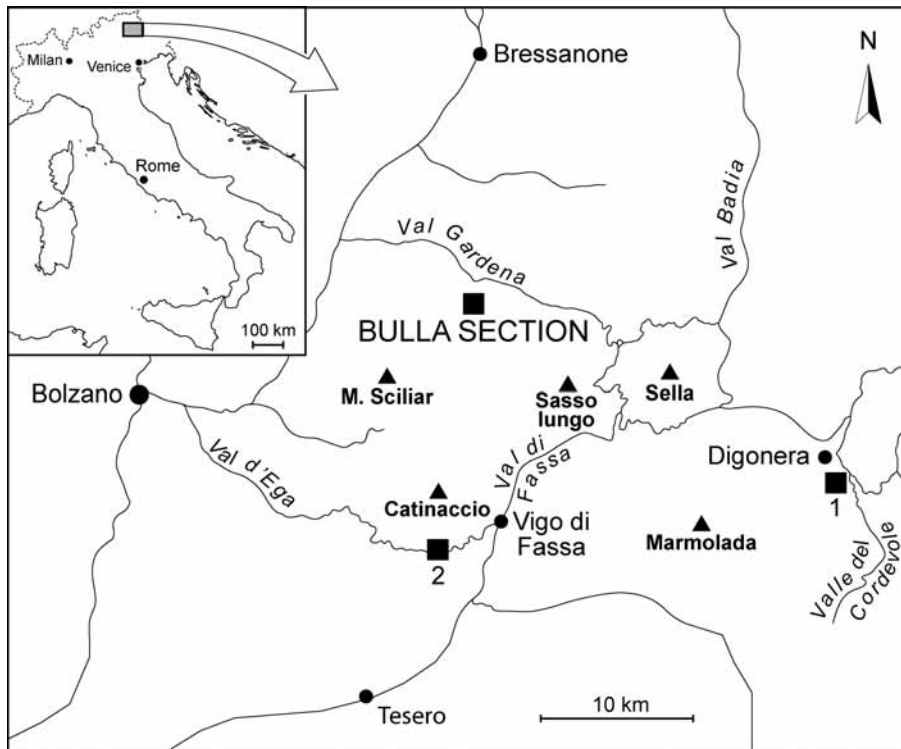 Milan
Venice
Rome
100 km
Bressanone
N
Val Gardena
Val Badia
BULLA SECTION
Bolzano
M. Sciliar
Sasso
lungo
Sella
Val d'Ega
Val di
Fassa
Digonera
1
Catinaccio
Vigo di
Fassa
Marmolada
2
Valle del
Cordevole
Tesero
10 km